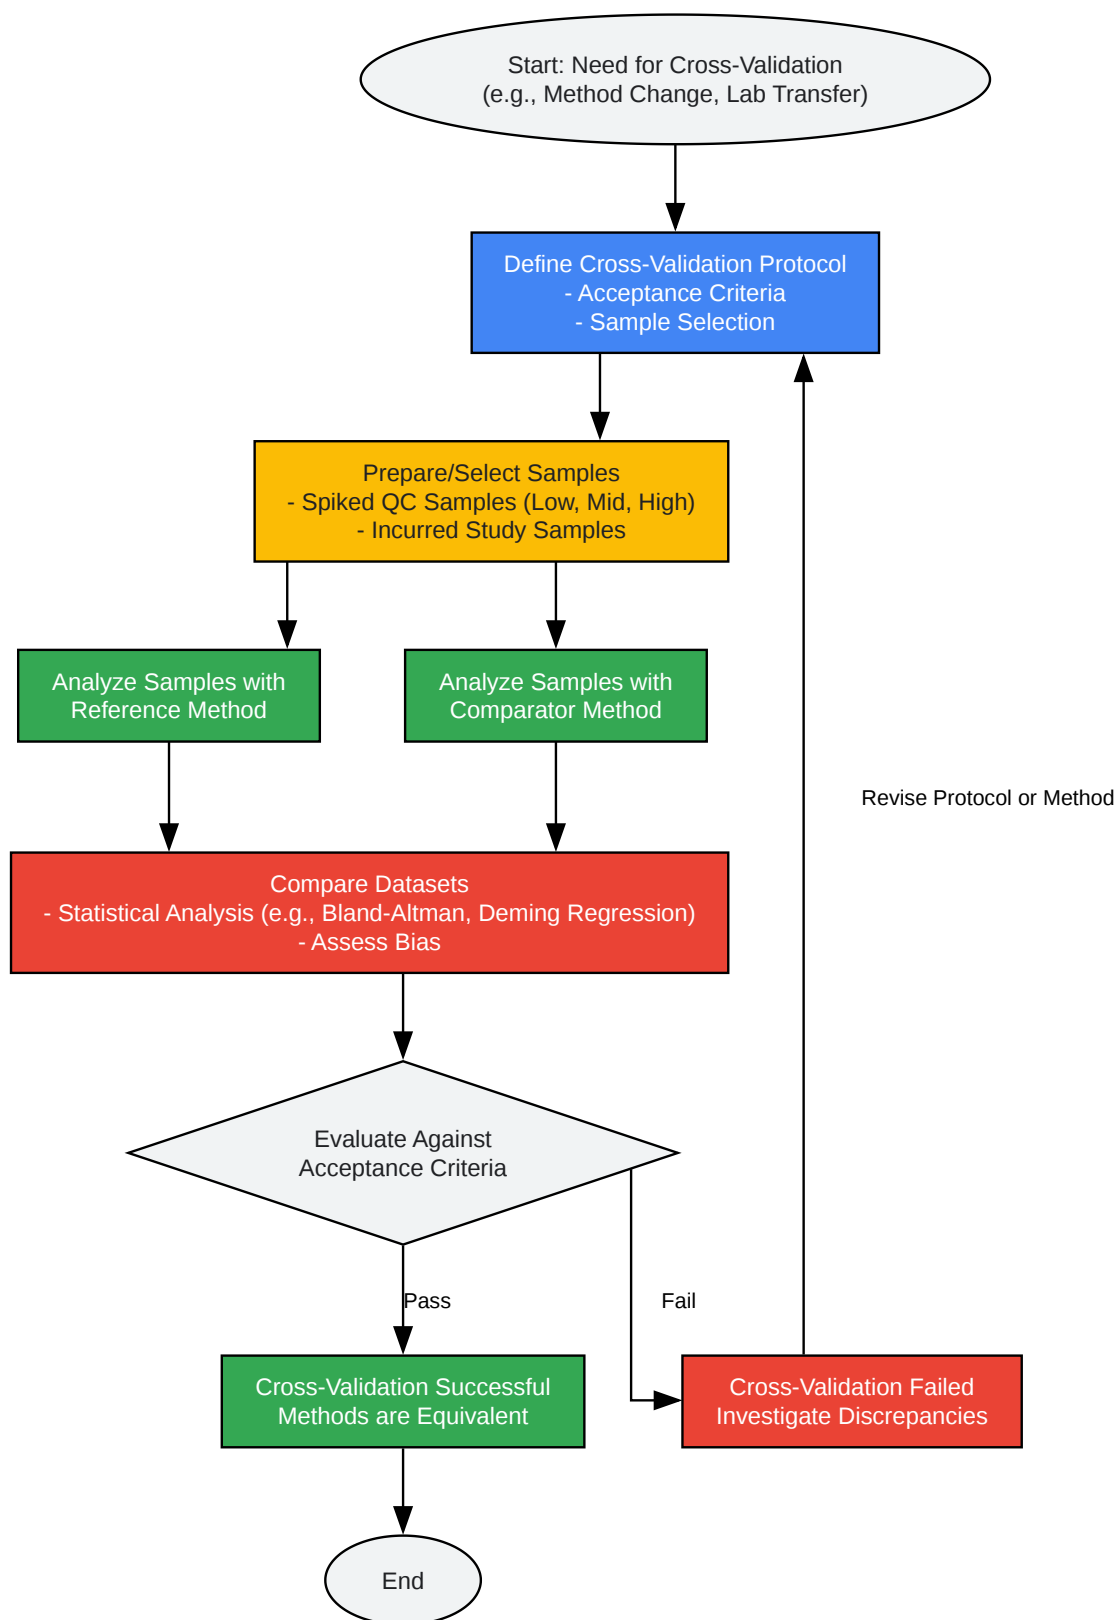 Start: Need for Cross-Validation
(e.g., Method Change, Lab Transfer)
Define Cross-Validation Protocol
- Acceptance Criteria
- Sample Selection
Prepare/Select Samples
- Spiked QC Samples (Low, Mid, High)
- Incurred Study Samples
Analyze Samples with
Reference Method
Analyze Samples with
Comparator Method
Revise Protocol or Method
Compare Datasets
- Statistical Analysis (e.g., Bland-Altman, Deming Regression)
- Assess Bias
Evaluate Against
Acceptance Criteria
Pass
Fail
Cross-Validation Successful
Methods are Equivalent
Cross-Validation Failed
Investigate Discrepancies
End